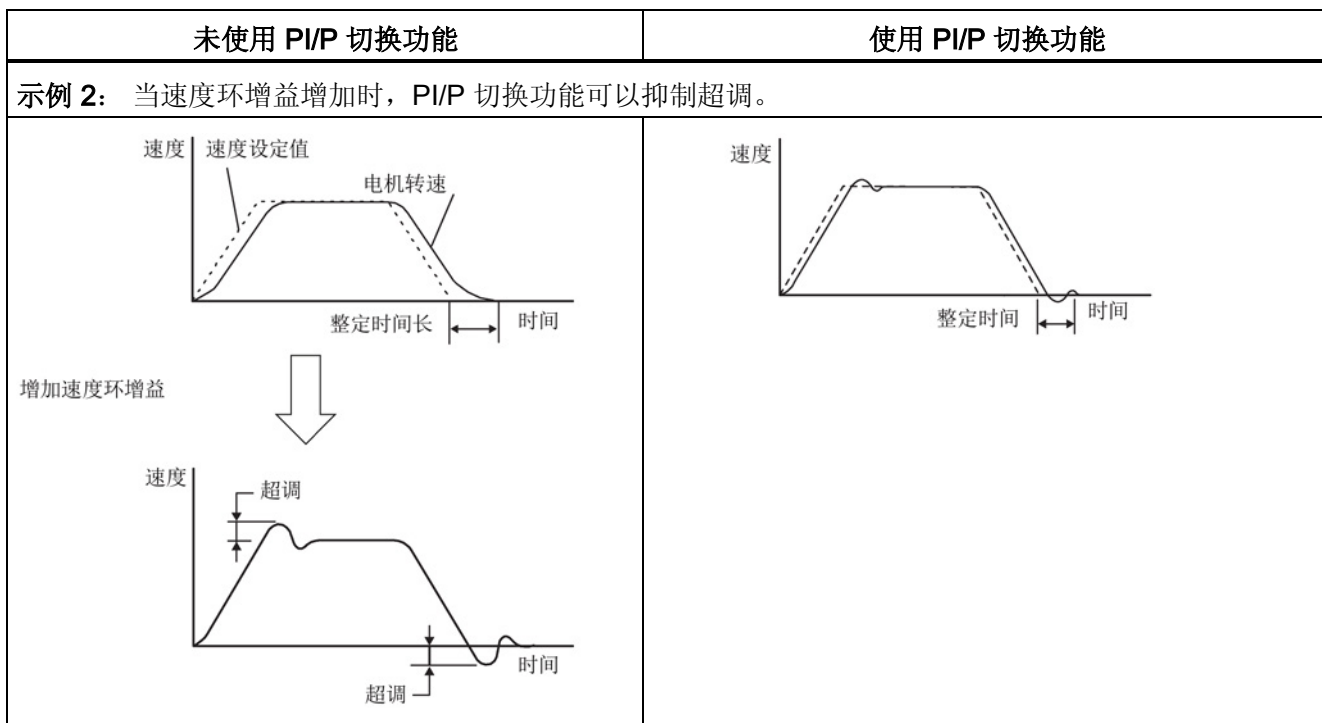 未使用 PI/P 切换功能
使用 PI/P 切换功能
示例 2： 当速度环增益增加时，PI/P 切换功能可以抑制超调。
速度
速度设定值
电机转速
整定时间长
时间
增加速度环增益
速度
超调
时间
超调
速度
整定时间
时间